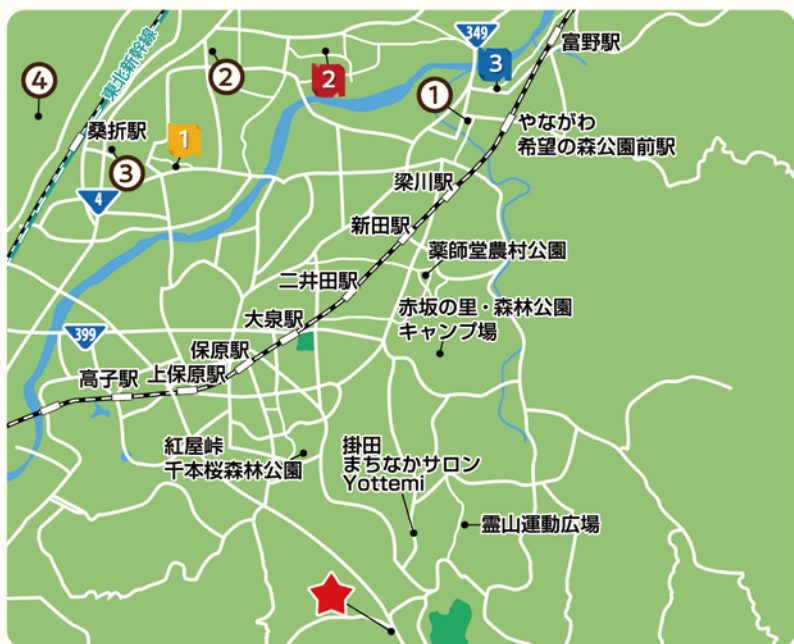 349
富野駅
3
④
東北新幹線
②
2
①
1
桑折駅
③
やながわ
希望の森公園前駅
4
梁川駅
新田駅
薬師堂農村公園
二井田駅
赤坂の里・森林公園
キャンプ場
大泉駅
399
保原駅
上保原駅
高子駅
紅屋峠
千本桜森林公園
掛田
まちなかサロン
Yottemi
霊山運動広場